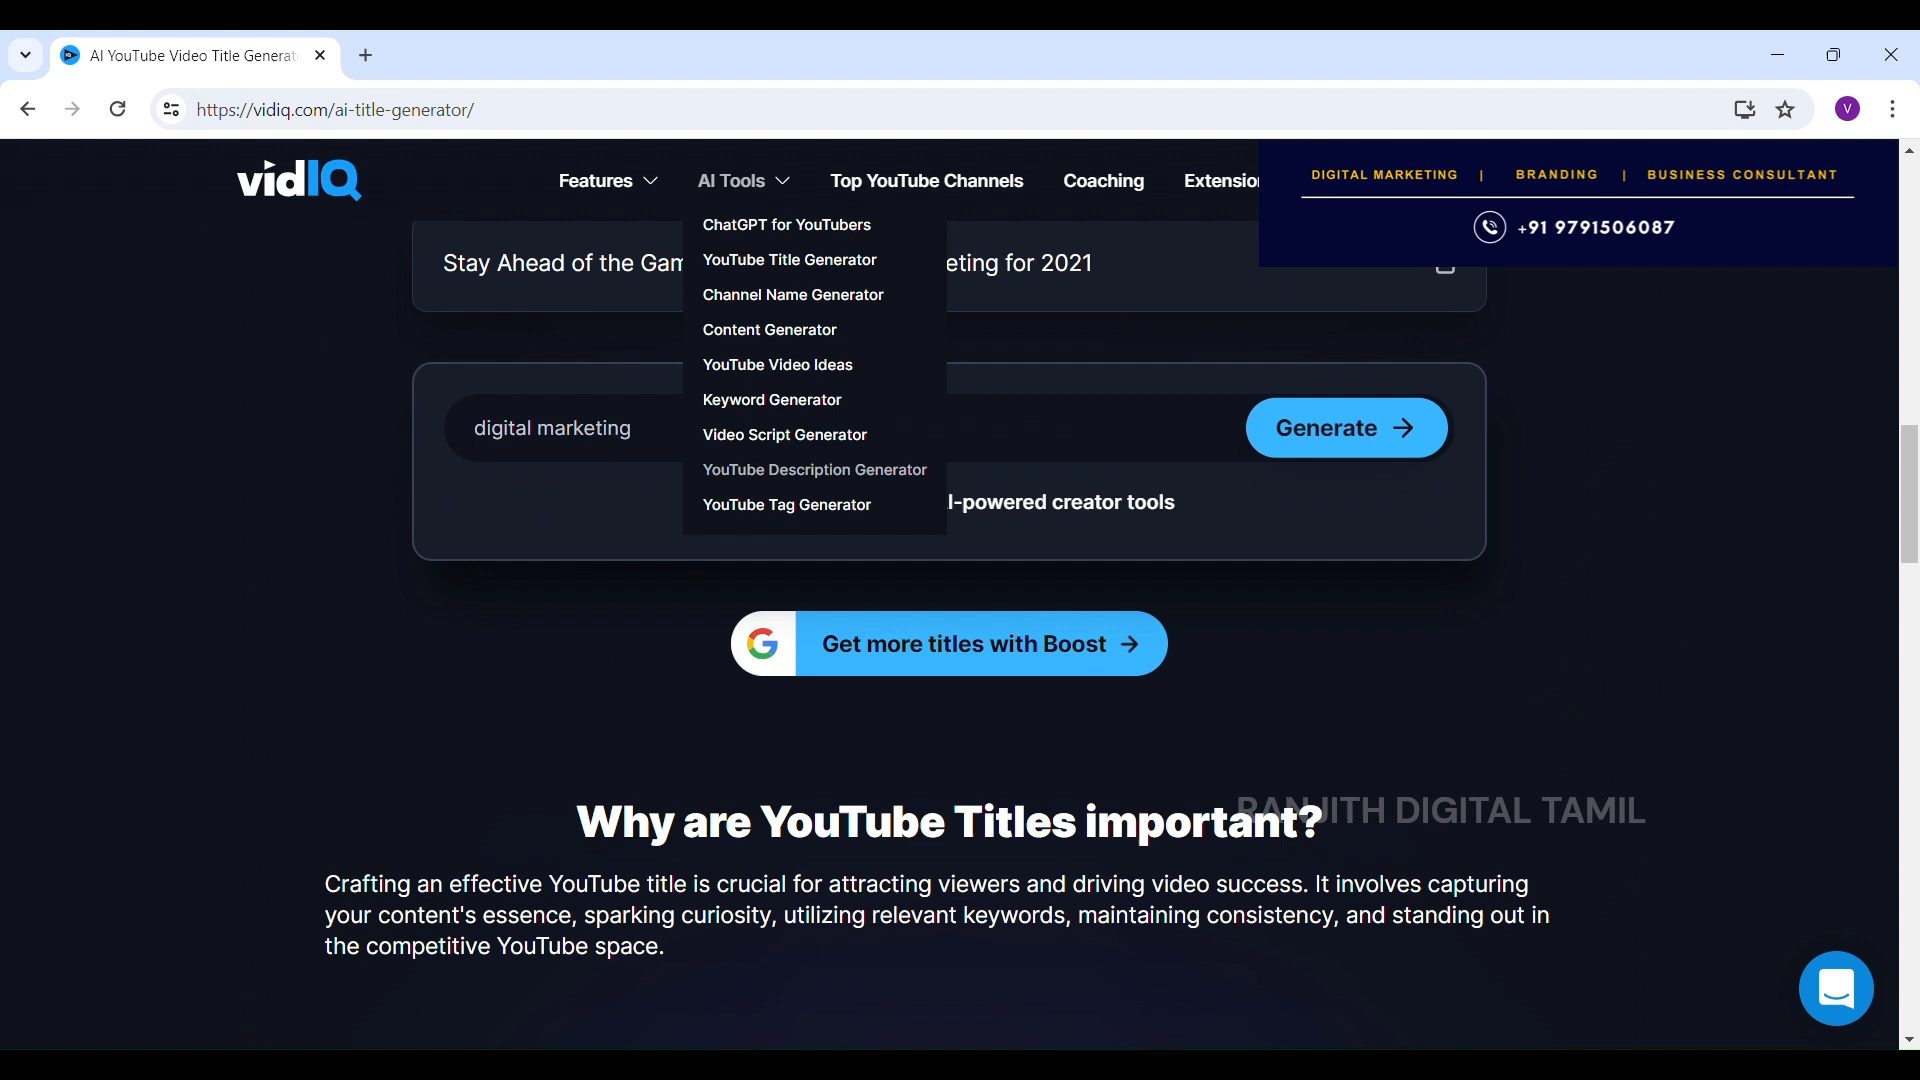 AI YouTube Video Title Generat
https://vidiq.com/ai-title-generator/
V
vidIQ
Features
AI Tools
Top YouTube Channels
Coaching
Extensio
DIGITAL MARKETING | BRANDING | BUSINESS CONSULTANT
+91 9791506087
ChatGPT for YouTubers
YouTube Title Generator
Channel Name Generator
Content Generator
YouTube Video Ideas
Keyword Generator
Video Script Generator
YouTube Description Generator
YouTube Tag Generator
Stay Ahead of the Gam eting for 2021
digital marketing
Generate →
I-powered creator tools
Get more titles with Boost →
Why are YouTube Titles important?
RANJITH DIGITAL TAMIL
Crafting an effective YouTube title is crucial for attracting viewers and driving video success. It involves capturing
your content's essence, sparking curiosity, utilizing relevant keywords, maintaining consistency, and standing out in
the competitive YouTube space.